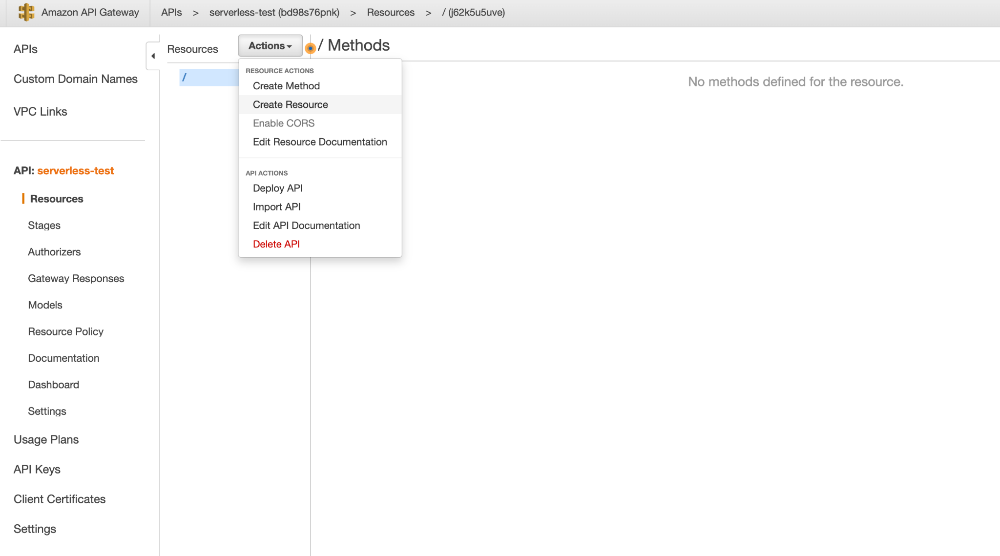 Amazon API Gateway
APIs > serverless-test (bd98s76pnk) > Resources > / (j62k5u5uve)
APIs
Custom Domain Names
VPC Links
API: serverless-test
Resources
Stages
Authorizers
Gateway Responses
Models
Resource Policy
Documentation
Dashboard
Settings
Usage Plans
API Keys
Client Certificates
Settings
Resources
Actions
/
RESOURCE ACTIONS
Create Method
Create Resource
Enable CORS
Edit Resource Documentation
API ACTIONS
Deploy API
Import API
Edit API Documentation
Delete API
/ Methods
No methods defined for the resource.